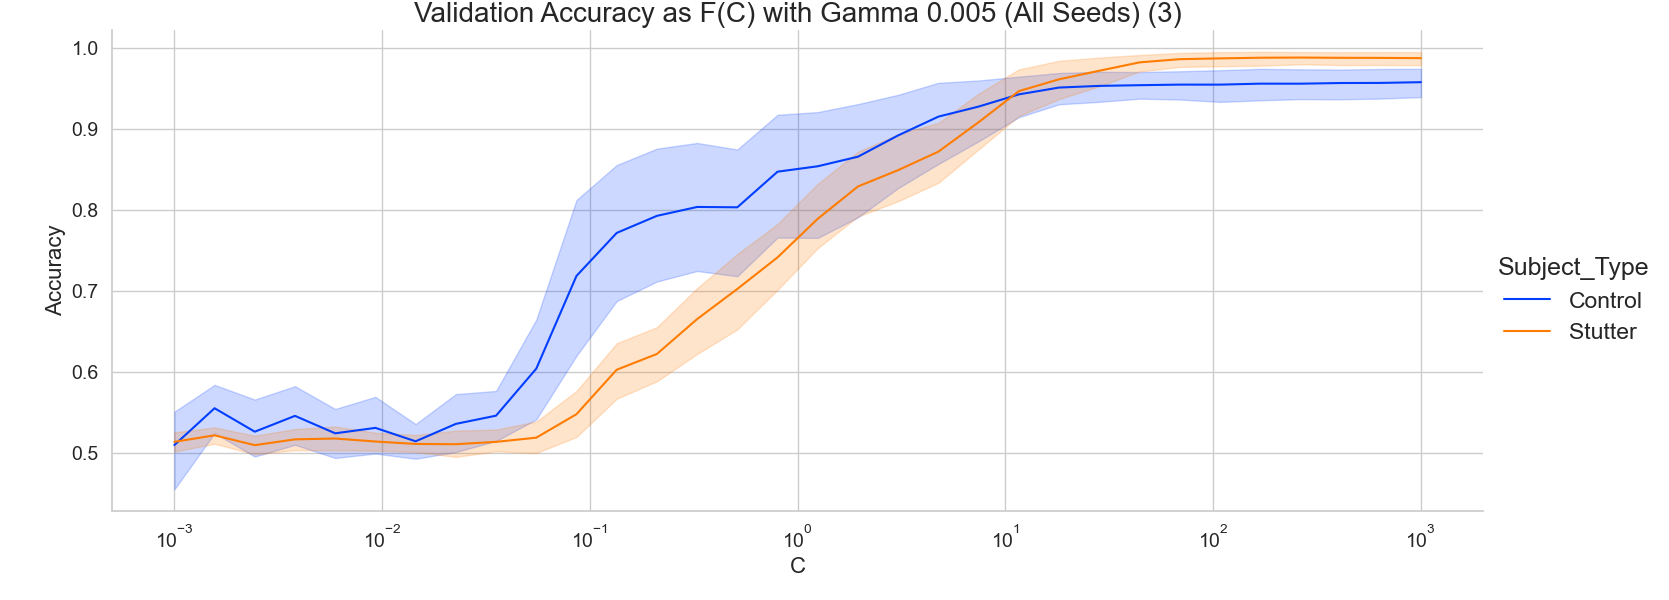 Validation Accuracy as F(C) with Gamma 0.005 (All Seeds) (3)
1.0
0.9
0.8
0.7
0.6
0.5
Accuracy
10⁻³ 10⁻² 10⁻¹ 10⁰ 10¹ 10² 10³
C
Subject_Type
Control
Stutter